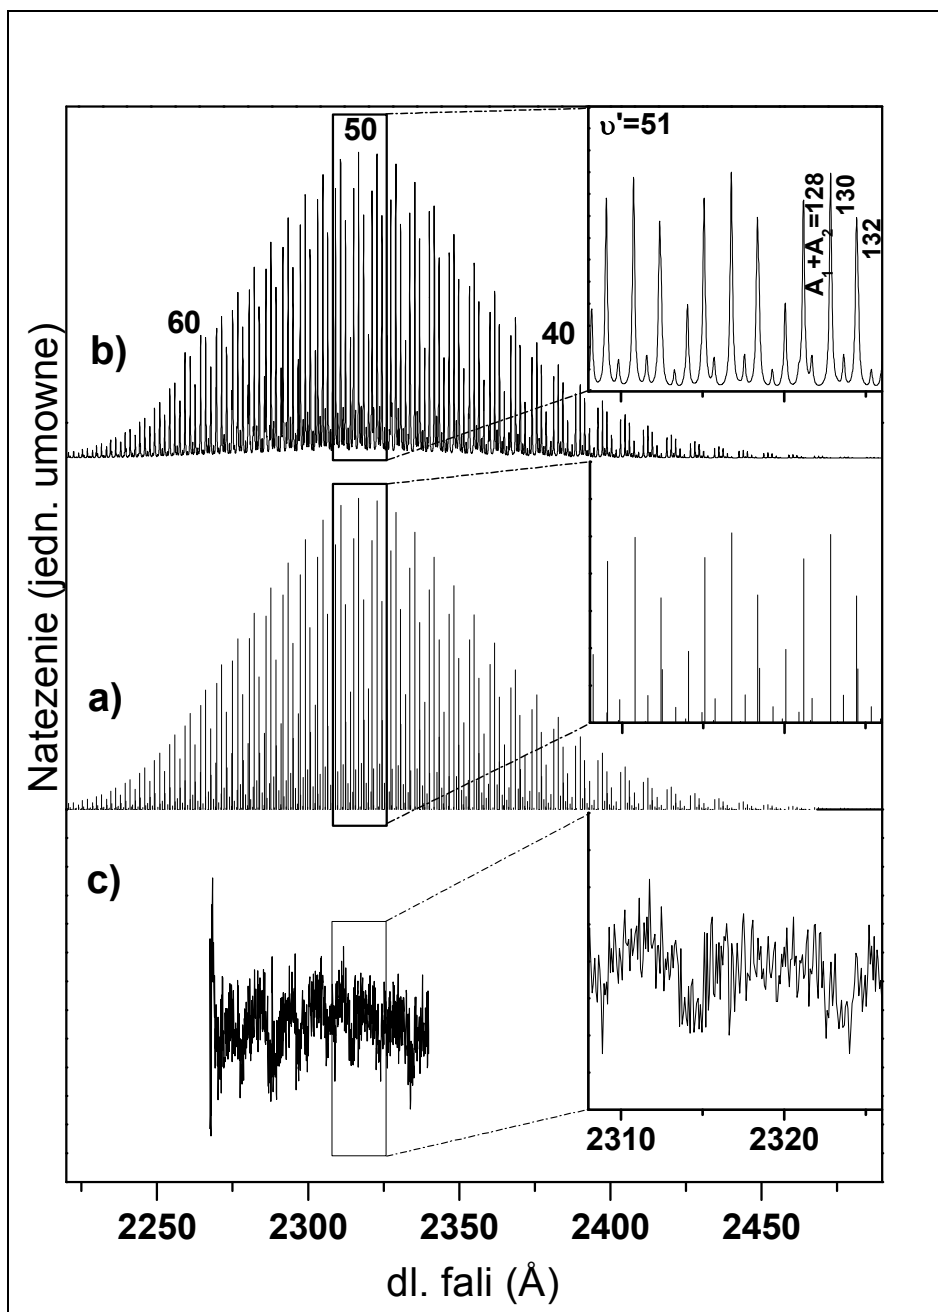 50
υ'=51
A₁+A₂=128
130
132
60
40
b)
a)
c)
Natezenie (jedn. umowne)
2310
2320
2250
2300
2350
2400
2450
dl. fali (Å)